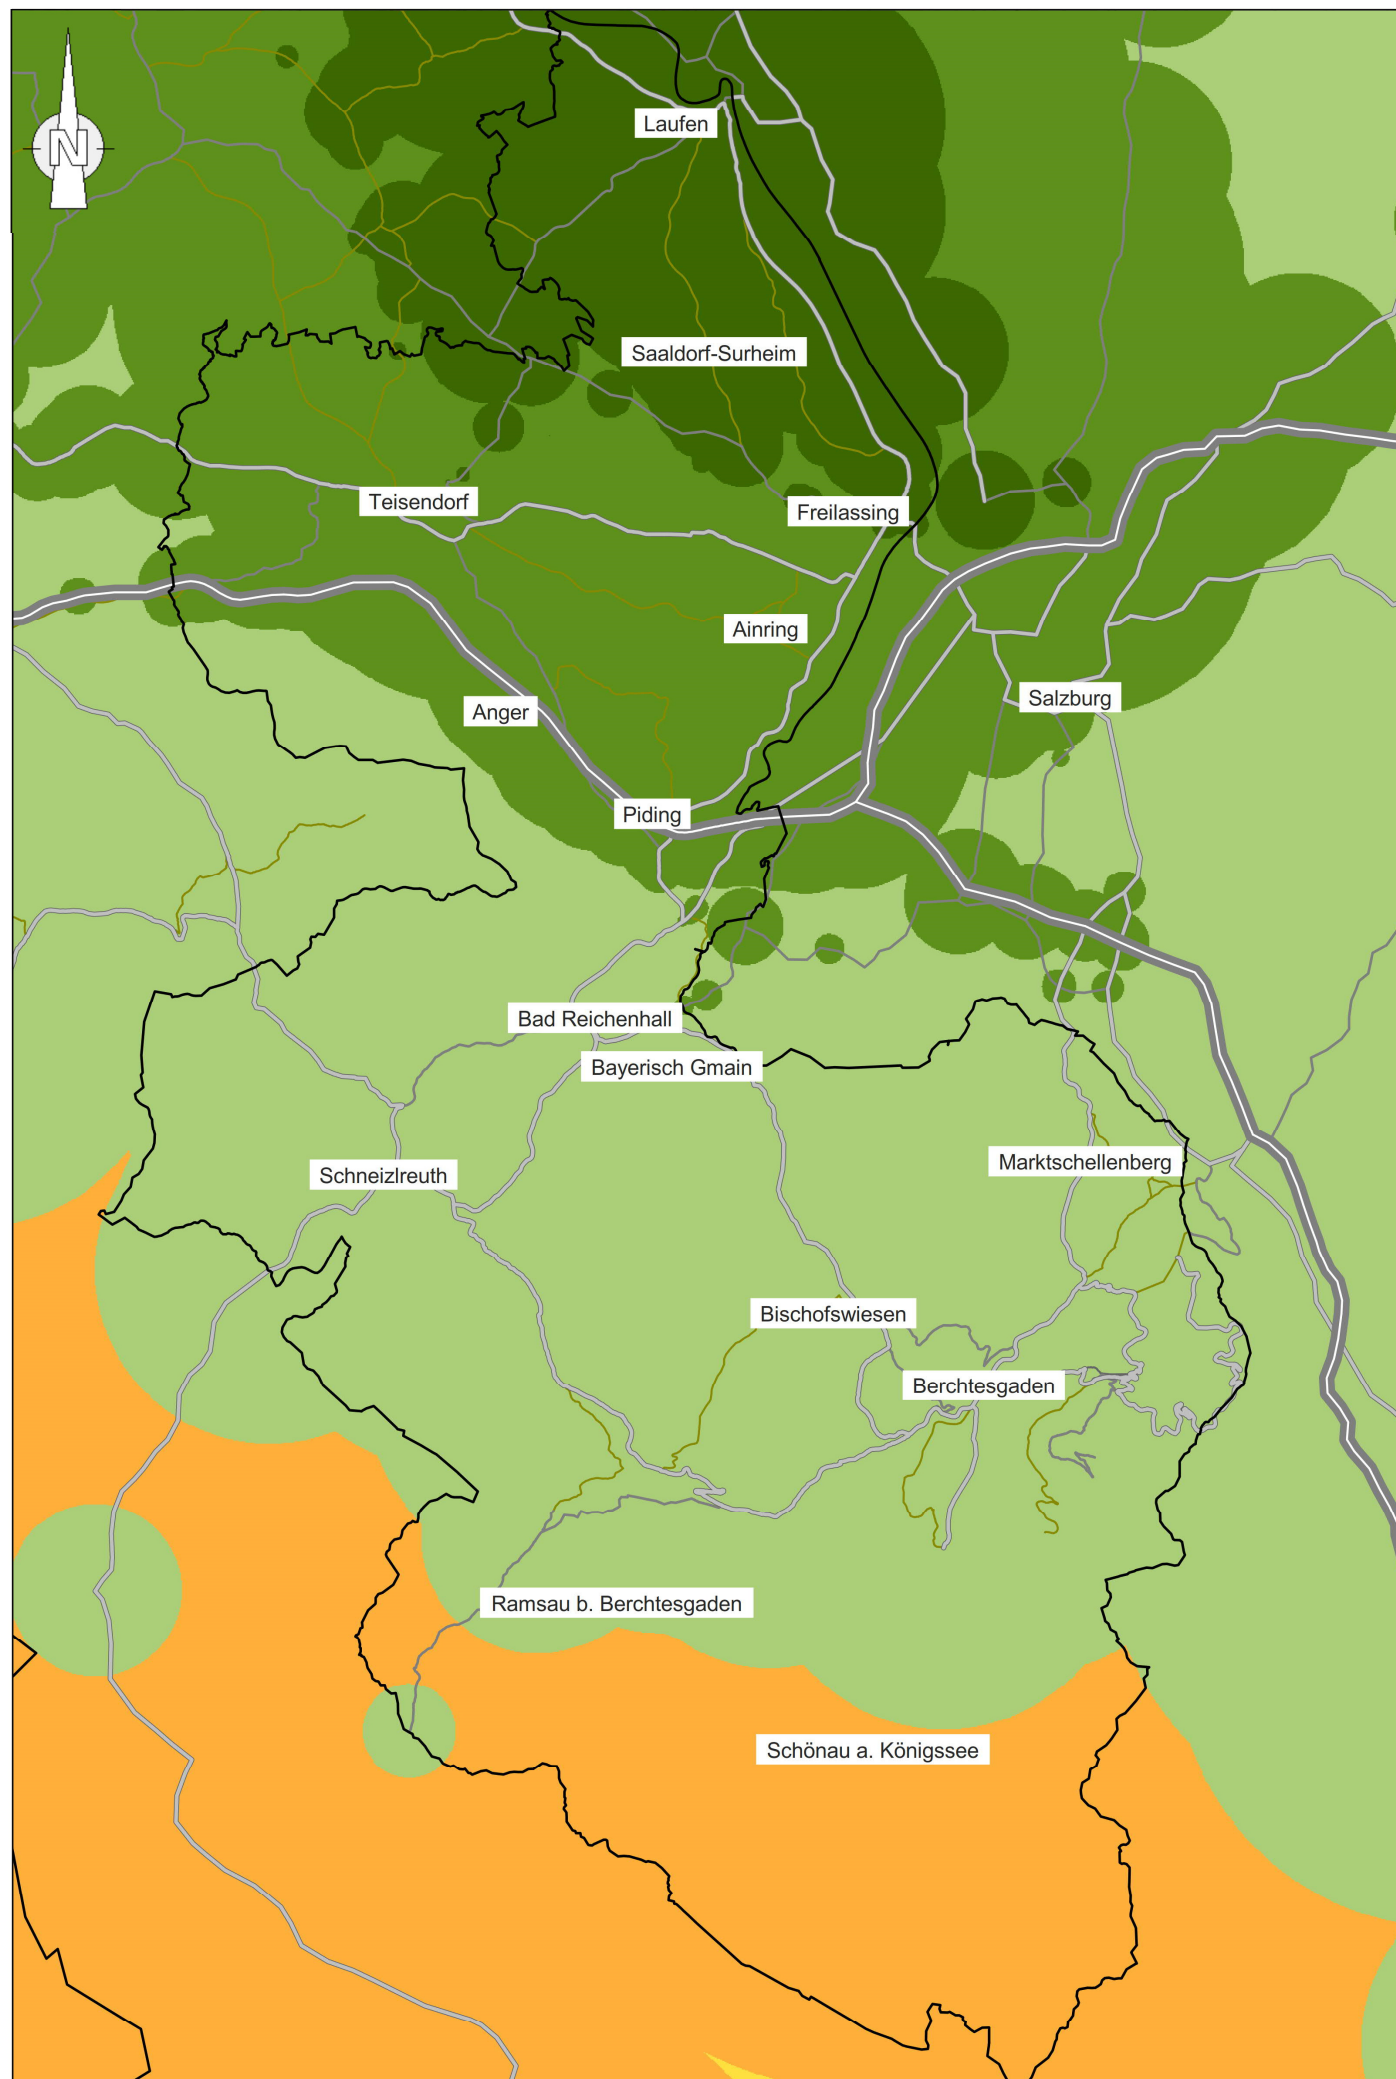 N
Laufen
Saaldorf-Surheim
Teisendorf
Freilassing
Ainring
Salzburg
Anger
Piding
Bad Reichenhall
Bayerisch Gmain
Marktschellenberg
Schneizlreuth
Bischofswiesen
Berchtesgaden
Ramsau b. Berchtesgaden
Schönau a. Königssee